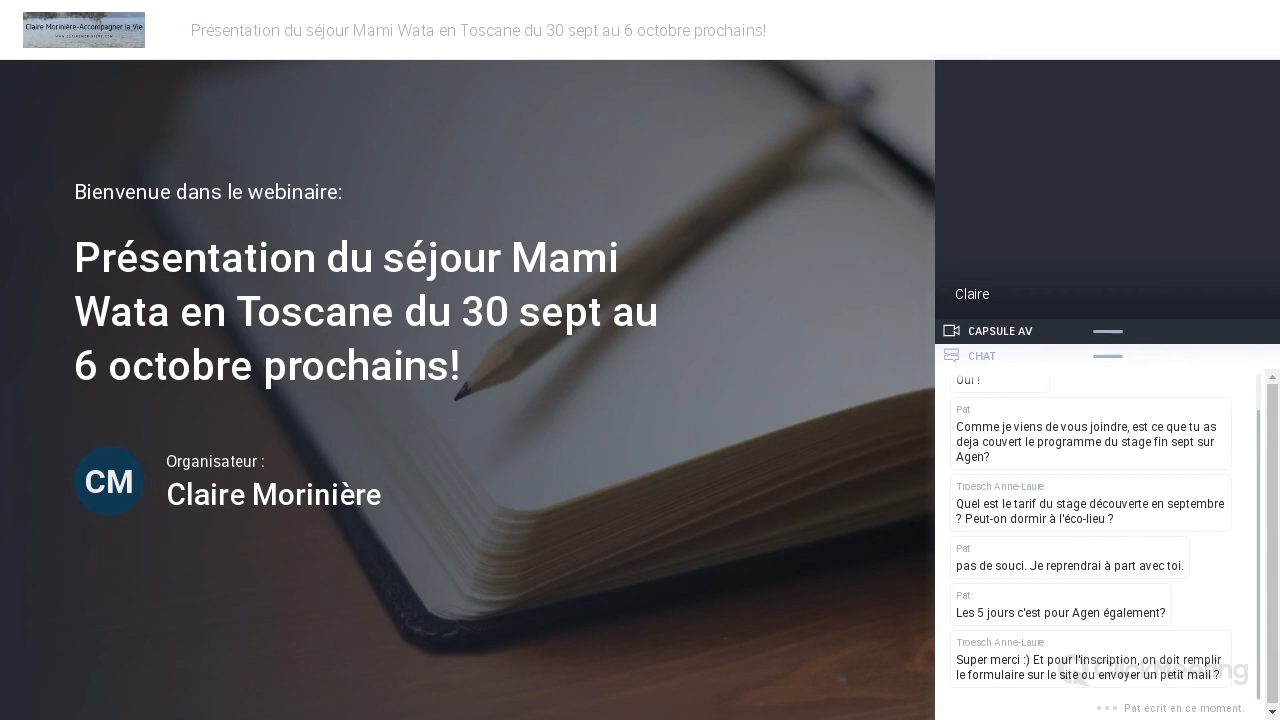 Claire Morinière-Accompagner la Vie
Présentation du séjour Mami Wata en Toscane du 30 sept au 6 octobre prochains!
Bienvenue dans le webinaire:
Présentation du séjour Mami
Wata en Toscane du 30 sept au
6 octobre prochains!
CM
Organisateur :
Claire Morinière
Claire
CAPSULE AV
CHAT
Oui !
Pat
Comme je viens de vous joindre, est ce que tu as
deja couvert le programme du stage fin sept sur
Agen?
Troesch Anne-Laure
Quel est le tarif du stage découverte en septembre
? Peut-on dormir à l'éco-lieu ?
Pat
pas de souci. Je reprendrai à part avec toi.
Pat
Les 5 jours c'est pour Agen également?
Troesch Anne-Laure
Super merci :) Et pour l'inscription, on doit remplir
le formulaire sur le site ou envoyer un petit mail ?
ClickMeeting
Pat écrit en ce moment.